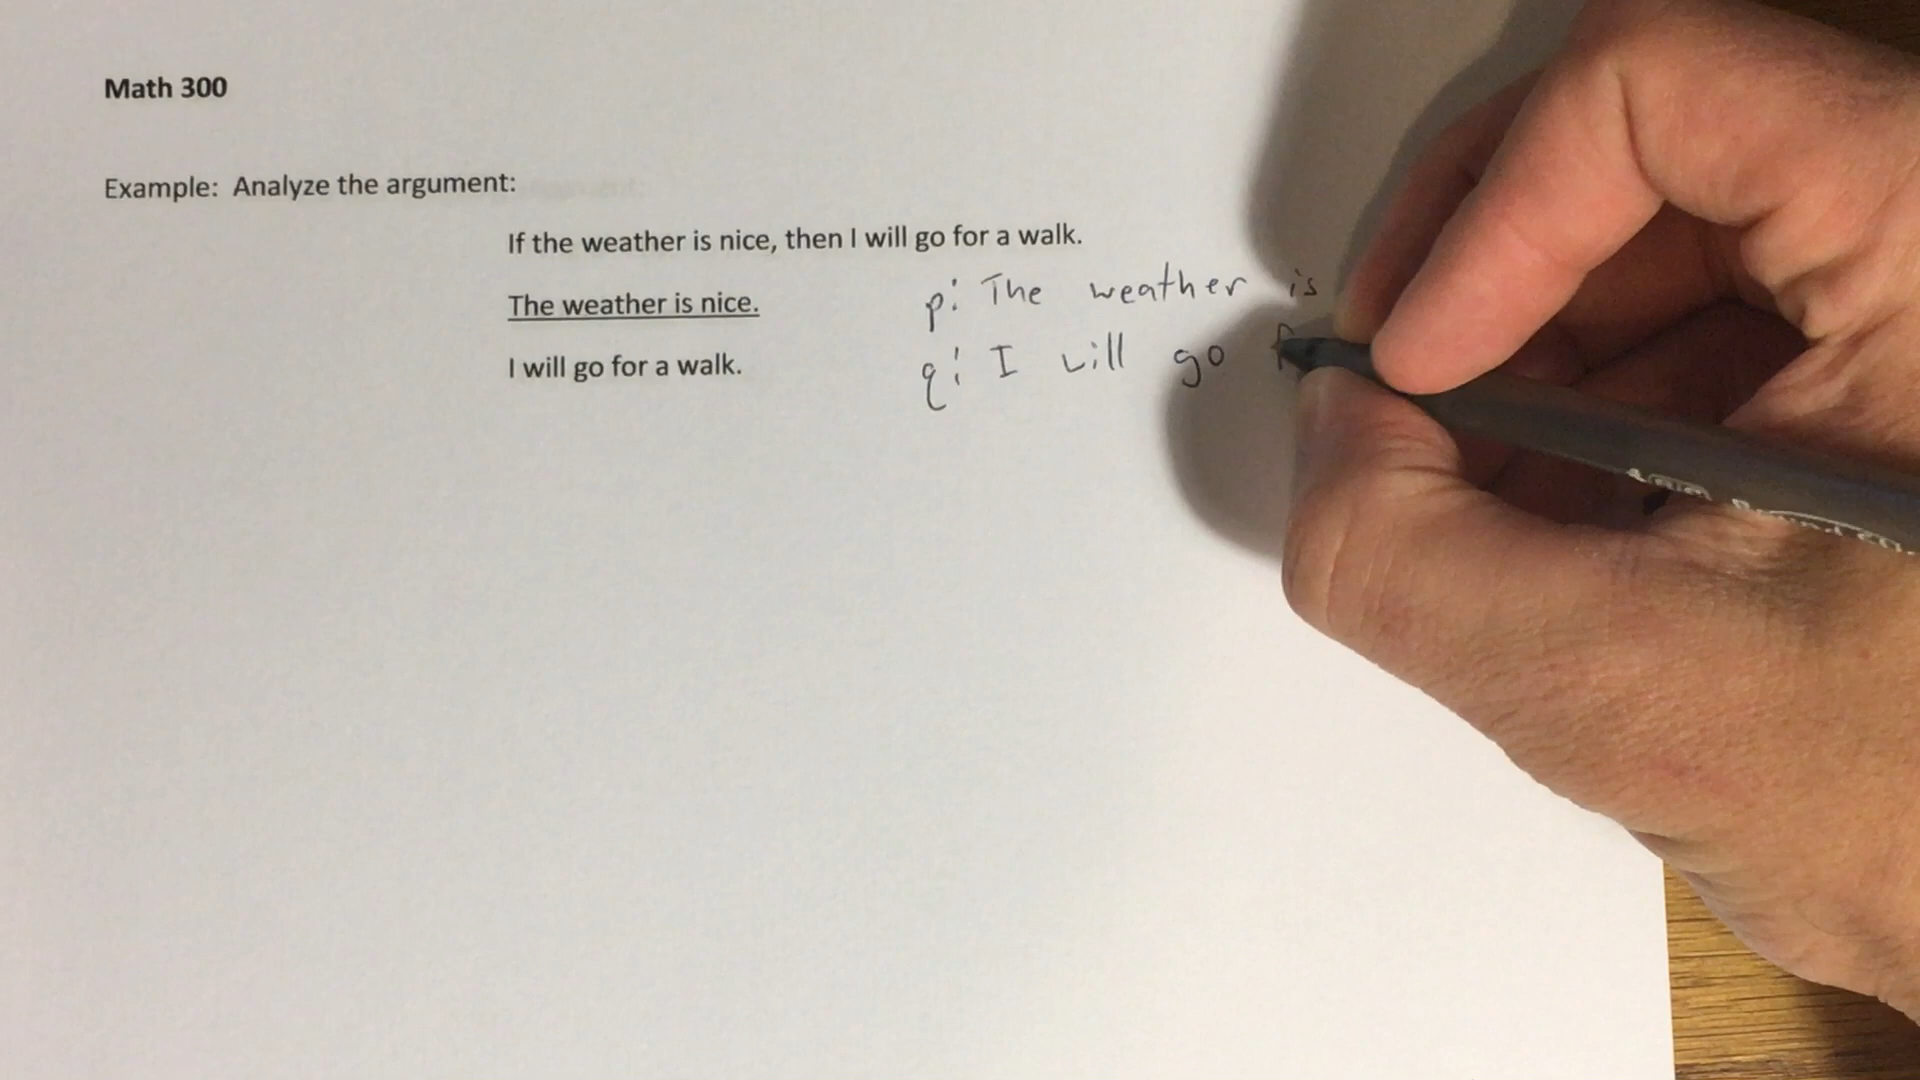 Math 300
Example: Analyze the argument:
If the weather is nice, then I will go for a walk.
The weather is nice.
p: The weather is
I will go for a walk.
q: I will go f